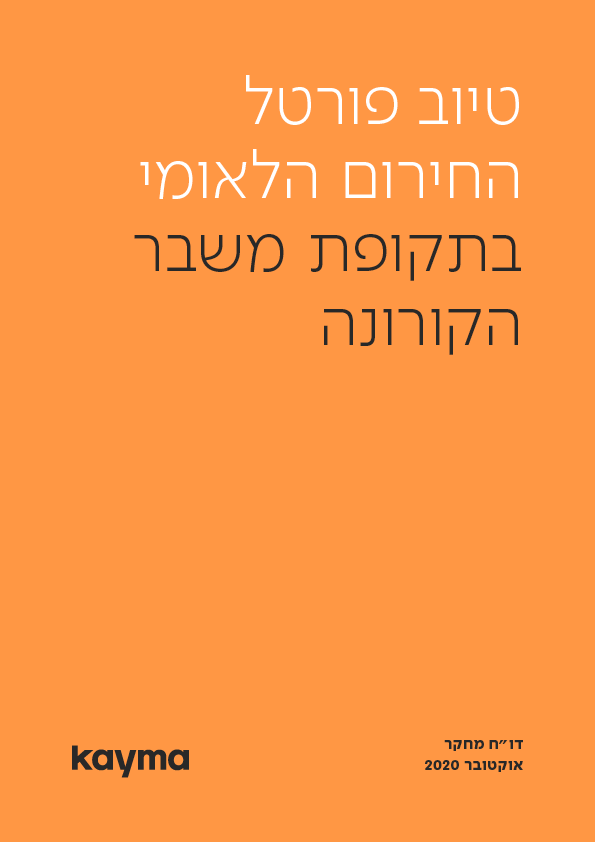 טיוב פורטל
החירום הלאומי
בתקופת משבר
הקורונה
דו״ח מחקר
אוקטובר 2020
kayma